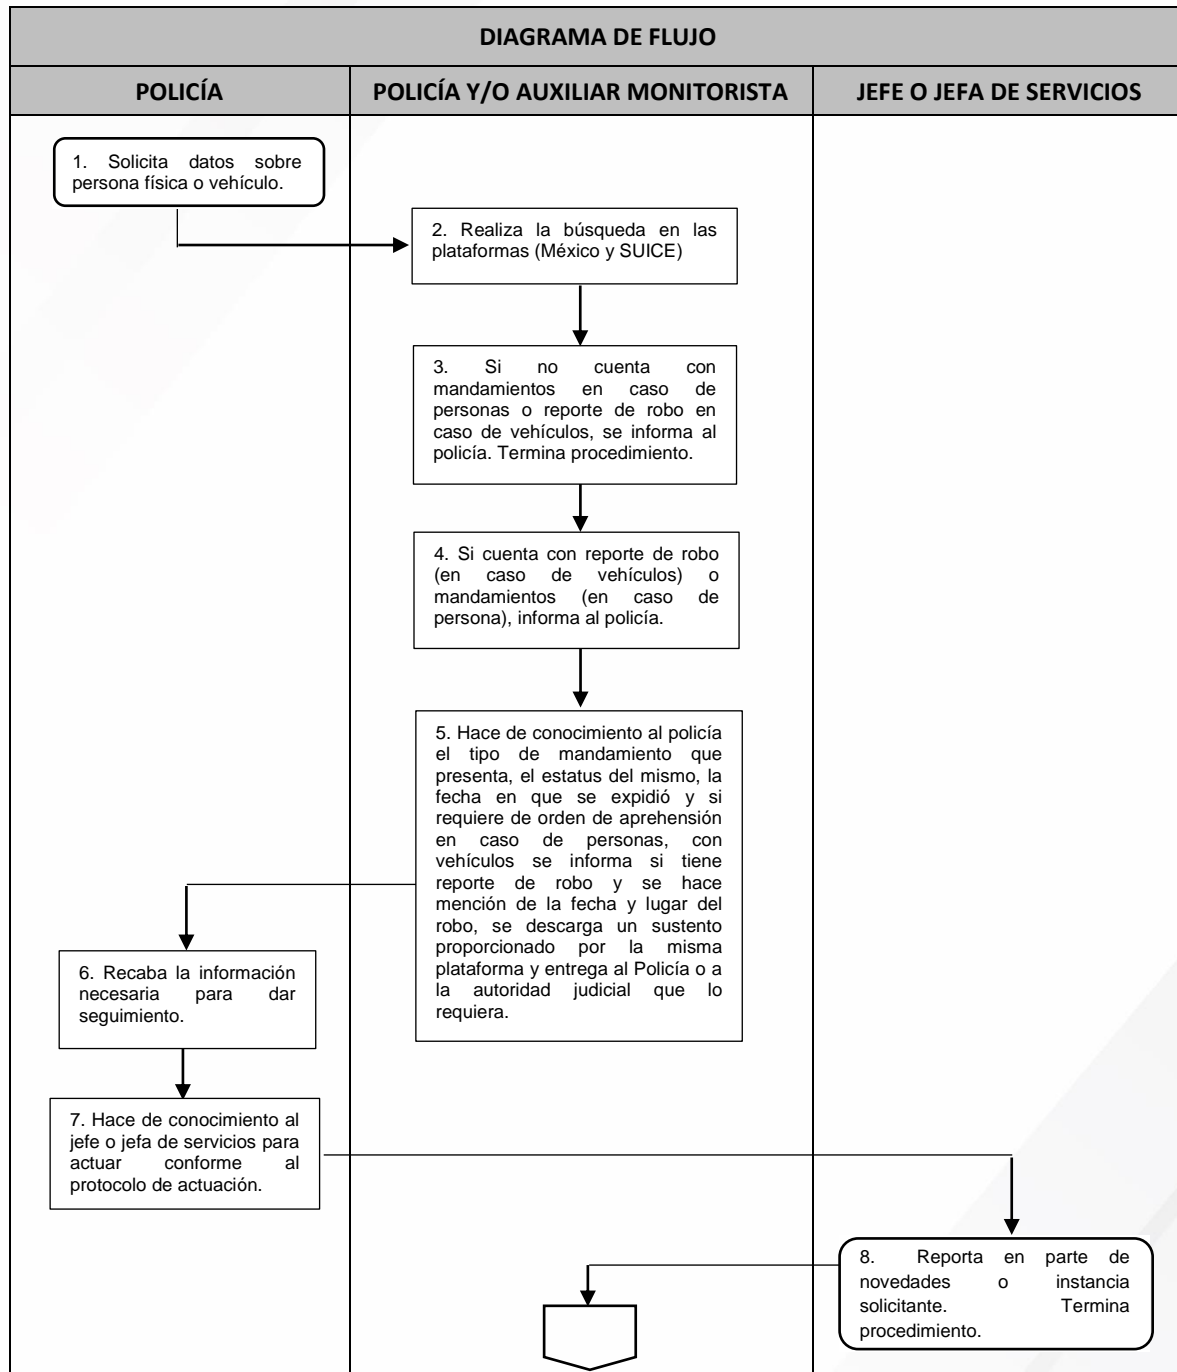 DIAGRAMA DE FLUJO
POLICÍA
POLICÍA Y/O AUXILIAR MONITORISTA
JEFE O JEFA DE SERVICIOS
1. Solicita datos sobre
persona física o vehículo.
2. Realiza la búsqueda en las
plataformas (México y SUICE)
3. Si no cuenta con
mandamientos en caso de
personas o reporte de robo en
caso de vehículos, se informa al
policía. Termina procedimiento.
4. Si cuenta con reporte de robo
(en caso de vehículos) o
mandamientos (en caso de
persona), informa al policía.
5. Hace de conocimiento al policía
el tipo de mandamiento que
presenta, el estatus del mismo, la
fecha en que se expidió y si
requiere de orden de aprehensión
en caso de personas, con
vehículos se informa si tiene
reporte de robo y se hace
mención de la fecha y lugar del
robo, se descarga un sustento
proporcionado por la misma
plataforma y entrega al Policía o a
la autoridad judicial que lo
requiera.
6. Recaba la información
necesaria para dar
seguimiento.
7. Hace de conocimiento al
jefe o jefa de servicios para
actuar conforme al
protocolo de actuación.
8. Reporta en parte de
novedades o instancia
solicitante. Termina
procedimiento.